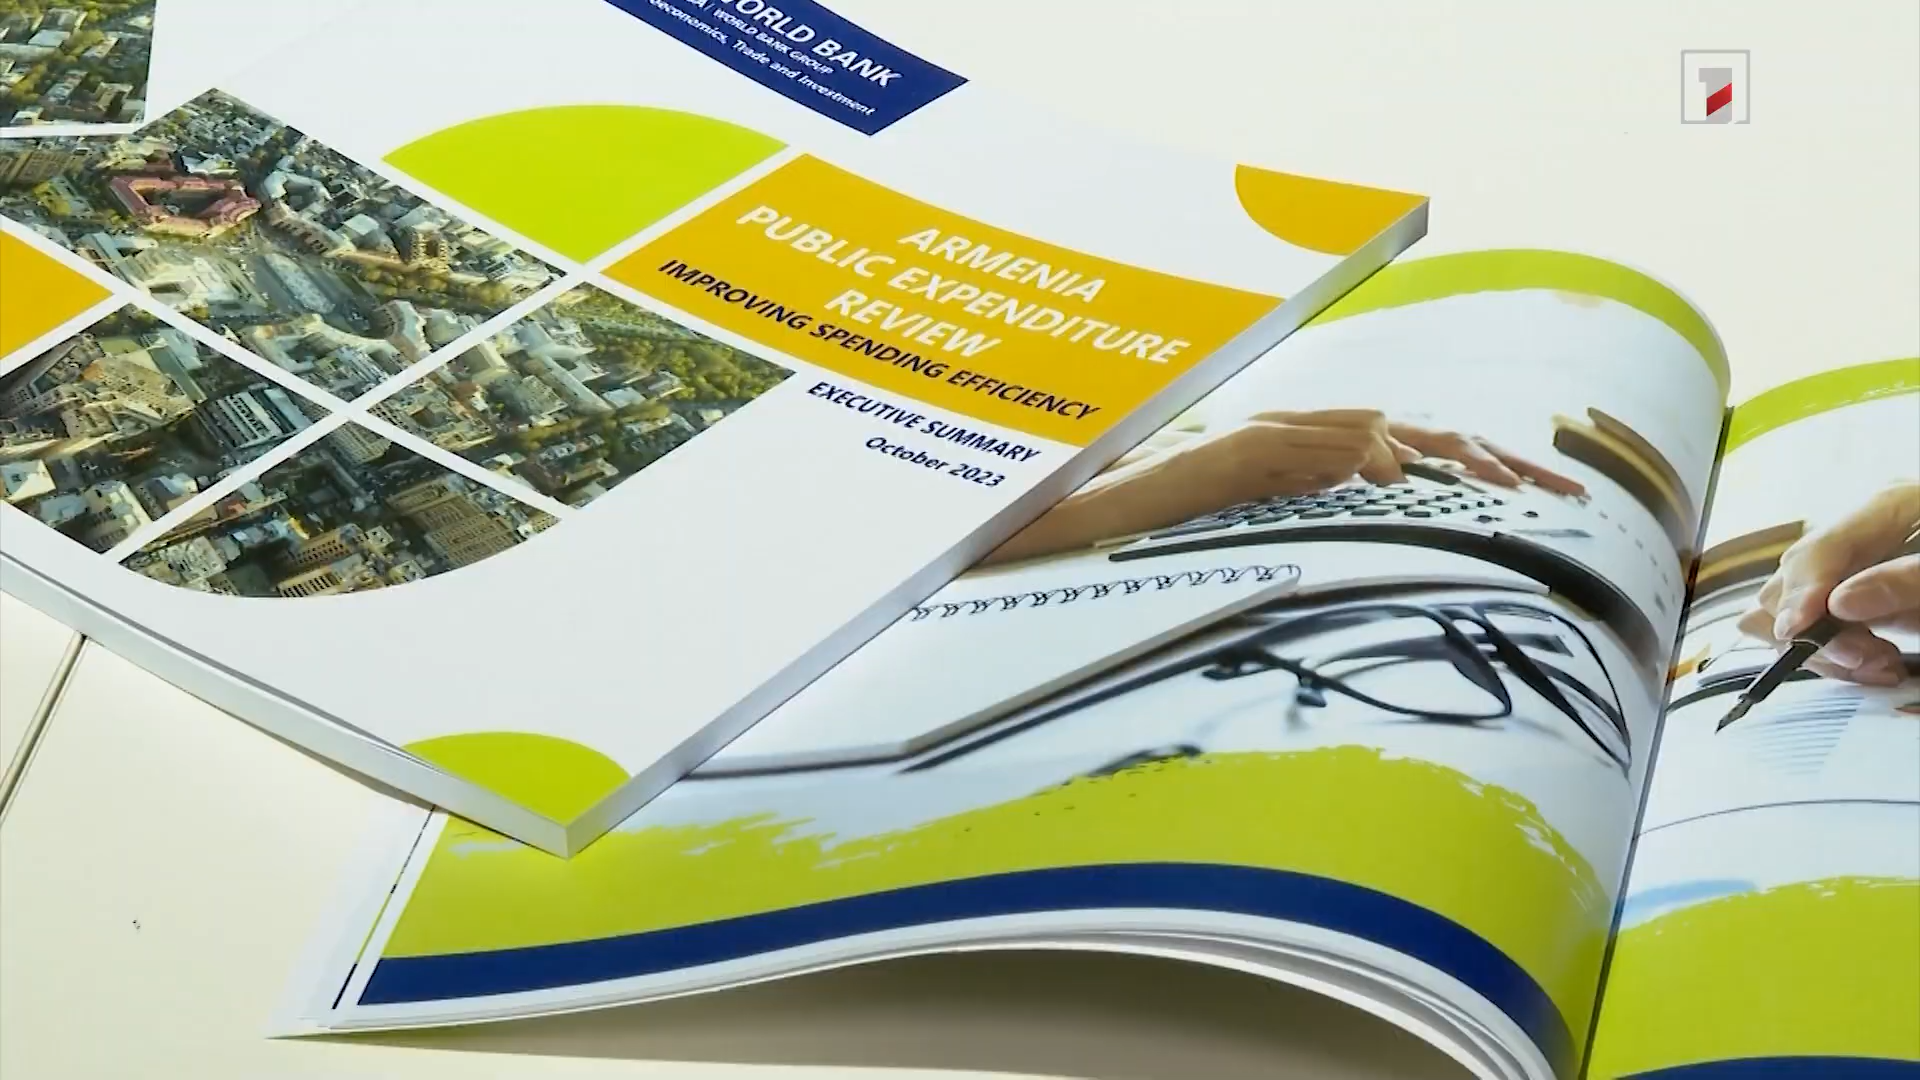 WORLD BANK
WORLD BANK GROUP
Trade and Investment
ARMENIA
PUBLIC EXPENDITURE
REVIEW
IMPROVING SPENDING EFFICIENCY
EXECUTIVE SUMMARY
October 2023